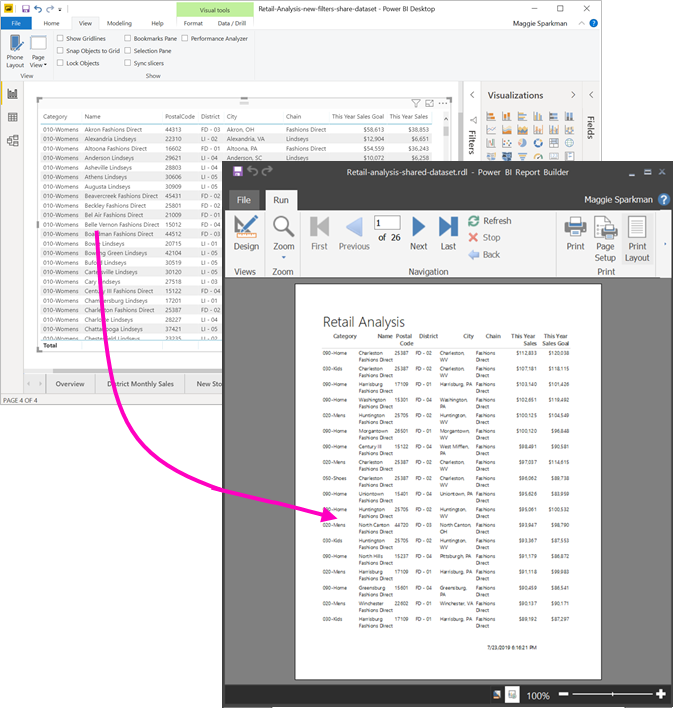 Visual tools
Retail-Analysis-new-filters-share-dataset - Power BI Desktop
Maggie Sparkman
File Home View Modeling Help Format Data / Drill
Phone Layout
Page View
Show Gridlines
Snap Objects to Grid
Lock Objects
Bookmarks Pane
Selection Pane
Sync slicers
Performance Analyzer
View
Show
Category Name PostalCode District City Chain This Year Sales Goal This Year Sales
010-Womens Akron Fashions Direct 44313 FD - 03 Akron, OH Fashions Direct $58,613 $38,853
010-Womens Alexandria Lindseys 22310 LI - 02 Alexandria, VA Lindseys $12,904 $6,651
010-Womens Altoona Fashions Direct 16602 FD - 01 Altoona, PA Fashions Direct $54,559 $36,243
010-Womens Anderson Lindseys 29621 LI - 04 Anderson, SC Lindseys $10,072 $6,258
010-Womens Asheville Lindseys 28803 LI - 04
010-Womens Athens Lindseys 30606 LI - 05
010-Womens Augusta Lindseys 30909 LI - 05
010-Womens Beavercreek Fashions Direct 45431 FD - 02
010-Womens Beckley Fashions Direct 25801 FD - 02
010-Womens Bel Air Fashions Direct 21009 FD - 01
010-Womens Belle Vernon Fashions Direct 15012 FD - 04
010-Womens Fashions Direct 44512 FD - 03
010-Womens Lindseys 20715 LI - 01
010-Womens Bowling Green Lindseys 42104 LI - 05
010-Womens Lindseys 30519 LI - 05
010-Womens Cartersville Lindseys 30120 LI - 05
010-Womens Cary Lindseys 27518 LI - 03
010-Womens Century III Fashions Direct 15122 FD - 04
010-Womens Chambersburg Lindseys 17201 LI - 01
010-Womens Charleston Fashions Direct 25387 FD - 02
010-Womens Charlotte Lindseys 28227 LI - 04
010-Womens Chattanooga Lindseys 37421 LI - 05
010-Womens Chesterfield Lindseys 23235 LI - 02
Total
Overview District Monthly Sales New Sto
PAGE 4 OF 4
Visualizations
Filters
Fields
Retail-analysis-shared-dataset.rdl - Power BI Report Builder
File Run
Maggie Sparkman
Design
Zoom
First
Previous
1
of 26
Next
Last
Refresh
Stop
Back
Print
Page Setup
Print Layout
Views Zoom Navigation Print
Retail Analysis
Category Name Postal Code District City Chain This Year Sales This Year Sales Goal
090-Home Charleston Fashions Direct 25387 FD - 02 Charleston, WV Fashions Direct $112,833 $120,038
030-Kids Charleston Fashions Direct 25387 FD - 02 Charleston, WV Fashions Direct $107,181 $118,115
090-Home Harrisburg Fashions Direct 17109 FD - 01 Harrisburg, PA Fashions Direct $103,140 $101,426
090-Home Washington Fashions Direct 15301 FD - 04 Washington, PA Fashions Direct $102,651 $119,492
020-Mens Huntington Fashions Direct 25705 FD - 02 Huntington, WV Fashions Direct $100,125 $104,549
090-Home Morgantown Fashions Direct 26501 FD - 01 Morgantown, WV Fashions Direct $100,120 $96,848
090-Home Century III Fashions Direct 15122 FD - 04 West Mifflen, PA Fashions Direct $98,491 $90,581
020-Mens Charleston Fashions Direct 25387 FD - 02 Charleston, WV Fashions Direct $97,037 $114,615
050-Shoes Charleston Fashions Direct 25387 FD - 02 Charleston, WV Fashions Direct $96,062 $89,738
090-Home Uniontown Fashions Direct 15401 FD - 04 Uniontown, PA Fashions Direct $95,826 $83,959
090-Home Huntington Fashions Direct 25705 FD - 02 Huntington, WV Fashions Direct $95,061 $100,532
020-Mens North Canton Fashions Direct 44720 FD - 03 North Canton, OH Fashions Direct $93,947 $98,790
030-Kids Huntington Fashions Direct 25705 FD - 02 Huntington, WV Fashions Direct $93,367 $87,553
090-Home North Hills Fashions Direct 15237 FD - 04 Pittsburgh, PA Fashions Direct $91,179 $86,872
020-Mens Harrisburg Fashions Direct 17109 FD - 01 Harrisburg, PA Fashions Direct $91,118 $99,983
090-Home Greensburg Fashions Direct 15601 FD - 04 Greensburg, PA Fashions Direct $90,459 $86,541
020-Mens Winchester Fashions Direct 22602 FD - 01 Winchester, VA Fashions Direct $90,137 $90,171
030-Kids Harrisburg Fashions Direct 17109 FD - 01 Harrisburg, PA Fashions Direct $89,192 $87,297
7/23/2019 6:16:21 PM
100%